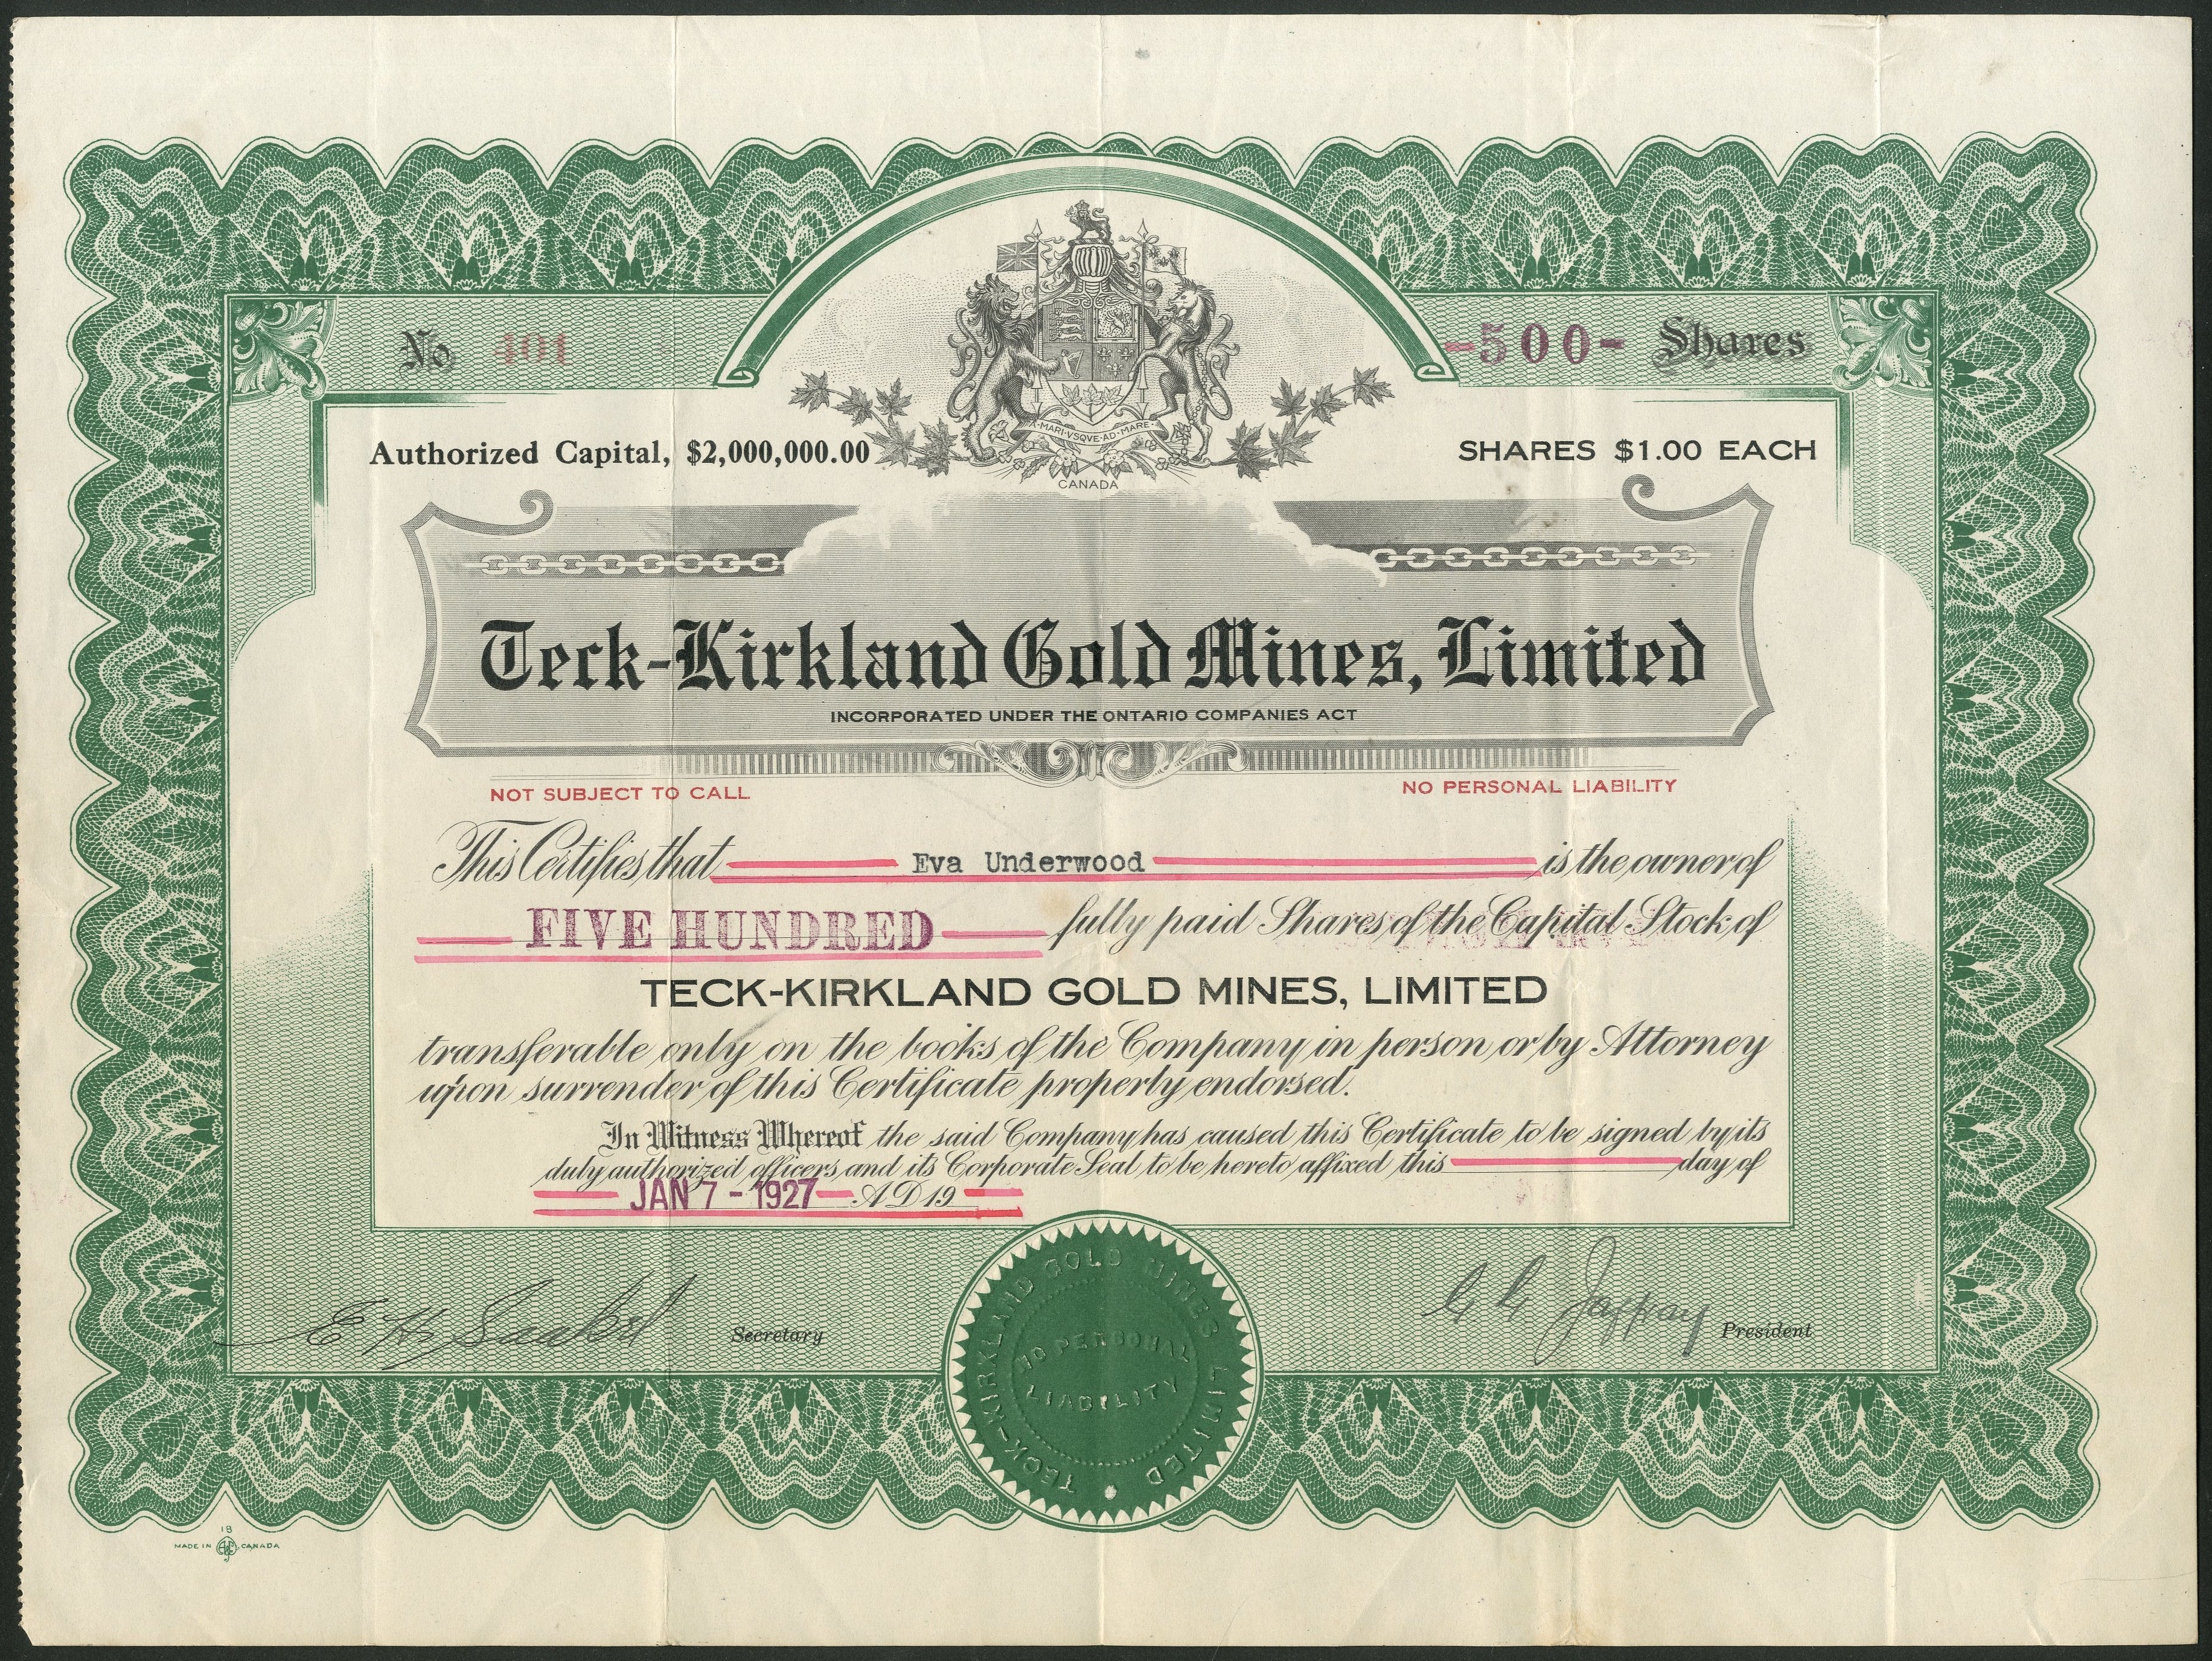 No 491
-500- Shares
Authorized Capital, $2,000,000.00
SHARES $1.00 EACH
A·MARI·VSQVE·AD·MARE
CANADA
Teck-Kirkland Gold Mines, Limited
INCORPORATED UNDER THE ONTARIO COMPANIES ACT
NOT SUBJECT TO CALL
NO PERSONAL LIABILITY
This Certifies that Eva Underwood is the owner of
FIVE HUNDRED fully paid Shares of the Capital Stock of
TECK-KIRKLAND GOLD MINES, LIMITED
transferable only on the books of the Company in person or by Attorney
upon surrender of this Certificate properly endorsed.
In Witness Whereof the said Company has caused this Certificate to be signed by its
duly authorized officers and its Corporate Seal to be hereto affixed this day of
JAN 7 - 1927 A D 19
E H
Secretary
G G Jaffray
President
TECK-KIRKLAND GOLD MINES LIMITED
NO PERSONAL
LIABILITY
18
MADE IN CANADA